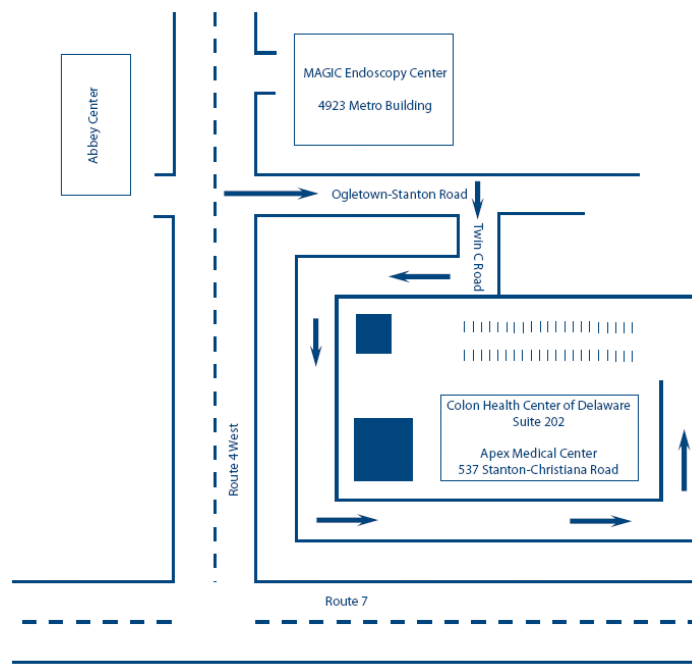 MAGIC Endoscopy Center
4923 Metro Building
Abbey Center
Ogletown-Stanton Road
Twin C Road
Colon Health Center of Delaware
Suite 202
Apex Medical Center
537 Stanton-Christiana Road
Route 4 West
Route 7